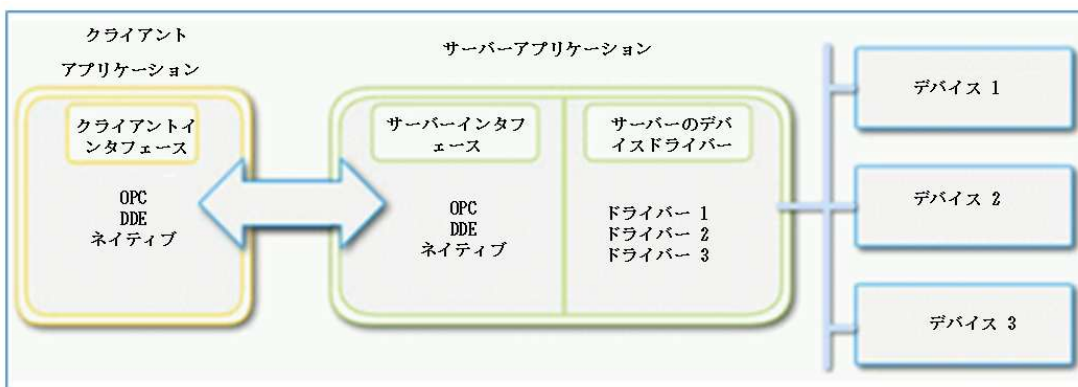 クライアント
アプリケーション
クライアントイ
ンタフェース
OPC
DDE
ネイティブ
サーバーアプリケーション
サーバーインタフ
ェース
OPC
DDE
ネイティブ
サーバーのデバ
イスドライバー
ドライバー 1
ドライバー 2
ドライバー 3
デバイス 1
デバイス 2
デバイス 3